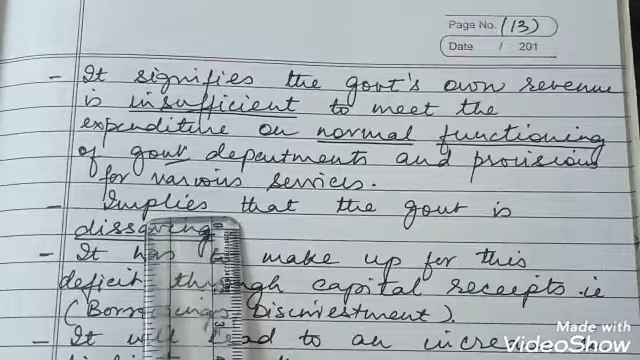 Page No. (13)
Date / 201
- It signifies the govt's own revenue
is insufficient to meet the
expenditure on normal functioning
of govt departments and provisions
for various services.
- Implies that the govt is
dissaving.
- It has to make up for this
deficit through capital receipts i.e
(Borrowings Disinvestment).
- It will lead to an increase in
Made with
VideoShow